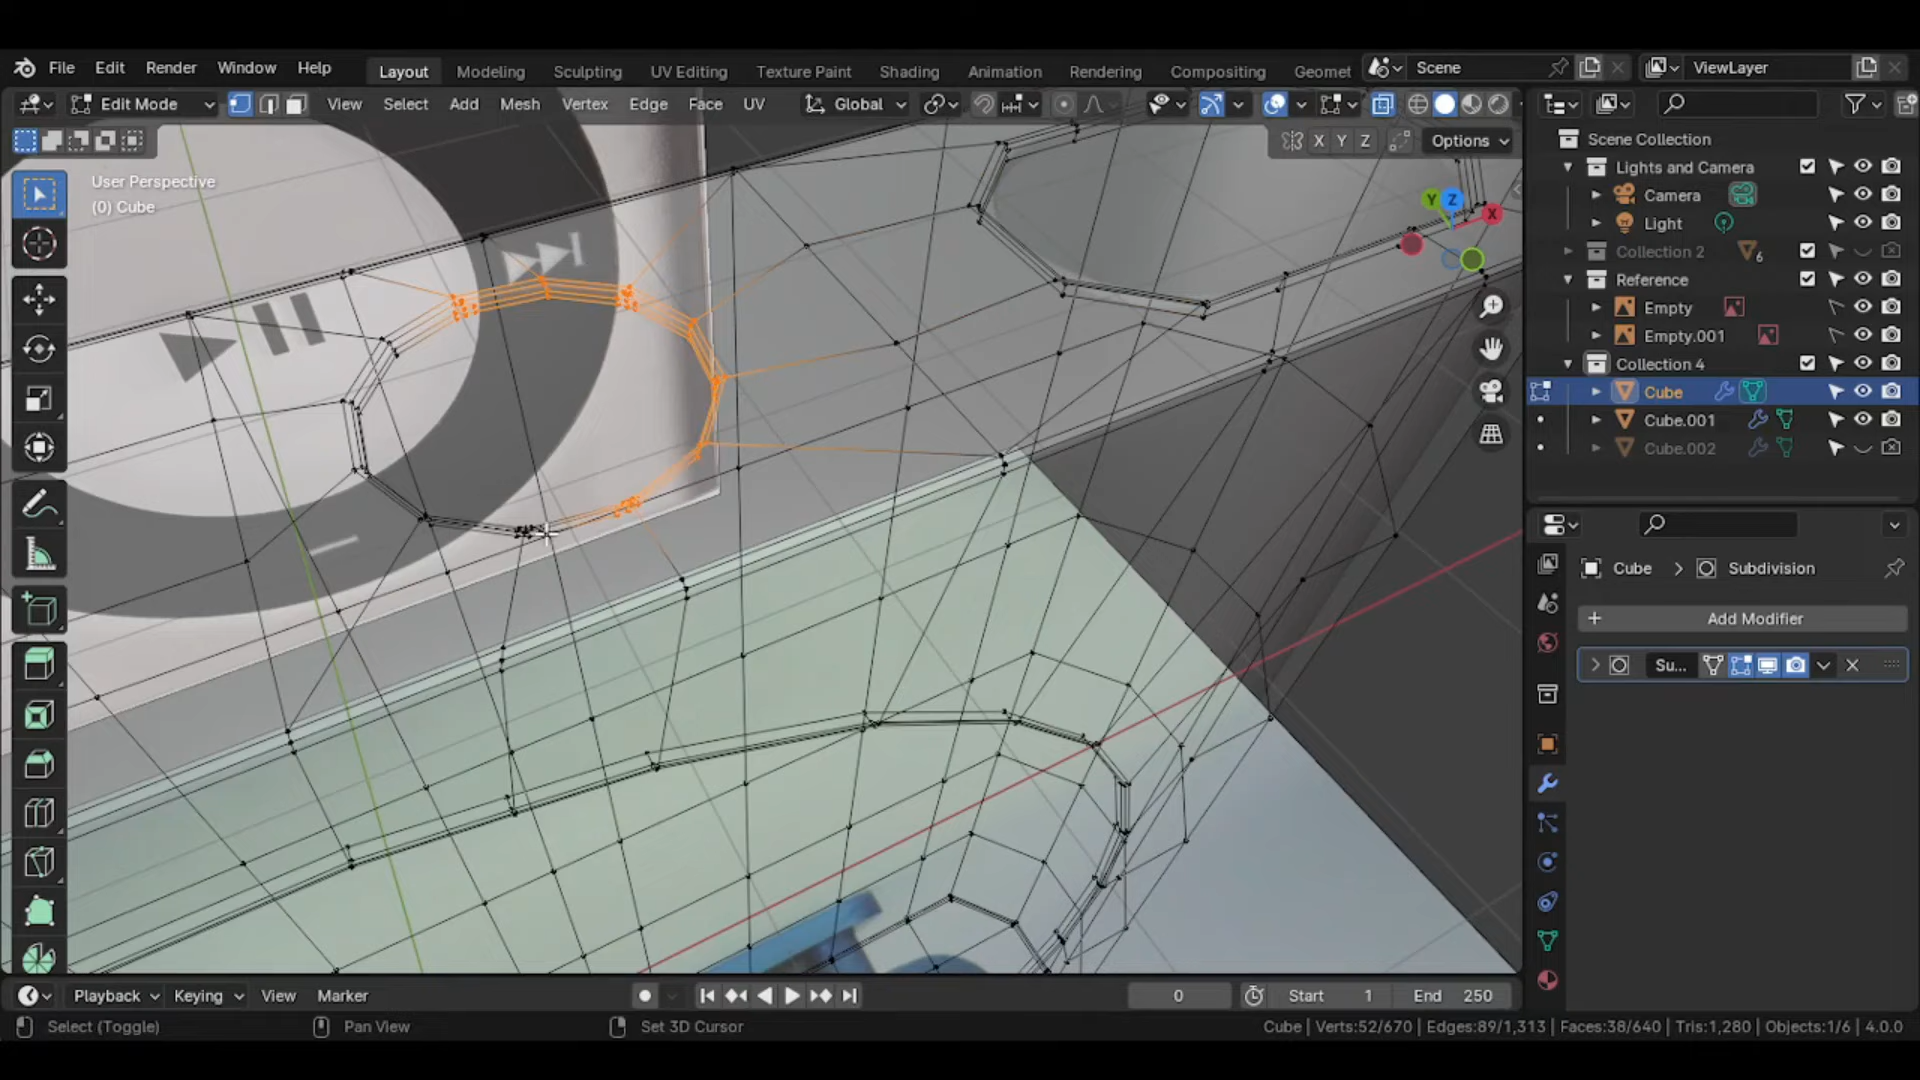 File Edit Render Window Help Layout Modeling Sculpting UV Editing Texture Paint Shading Animation Rendering Compositing Geomet Scene ViewLayer
Edit Mode View Select Add Mesh Vertex Edge Face UV Global
X Y Z Options
User Perspective
(0) Cube
Y Z X
Scene Collection
Lights and Camera
Camera
Light
Collection 2 6
Reference
Empty
Empty.001
Collection 4
Cube
Cube.001
Cube.002
Cube > Subdivision
+ Add Modifier
Su...
Playback Keying View Marker 0 Start 1 End 250
Select (Toggle) Pan View Set 3D Cursor Cube | Verts:52/670 | Edges:89/1,313 | Faces:38/640 | Tris:1,280 | Objects:1/6 | 4.0.0